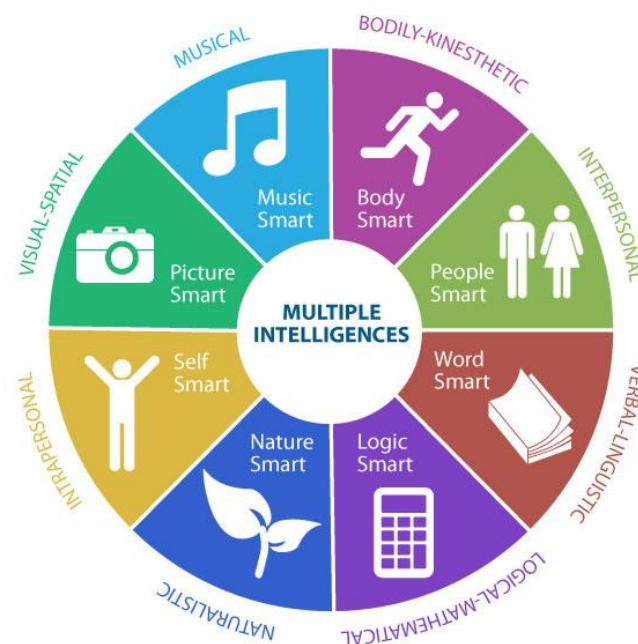 MUSICAL
BODILY-KINESTHETIC
VISUAL-SPATIAL
INTERPERSONAL
Music
Smart
Body
Smart
Picture
Smart
People
Smart
MULTIPLE
INTELLIGENCES
Self
Smart
Word
Smart
Nature
Smart
Logic
Smart
INTRAPERSONAL
VERBAL-LINGUISTIC
NATURALISTIC
LOGICAL-MATHEMATICAL